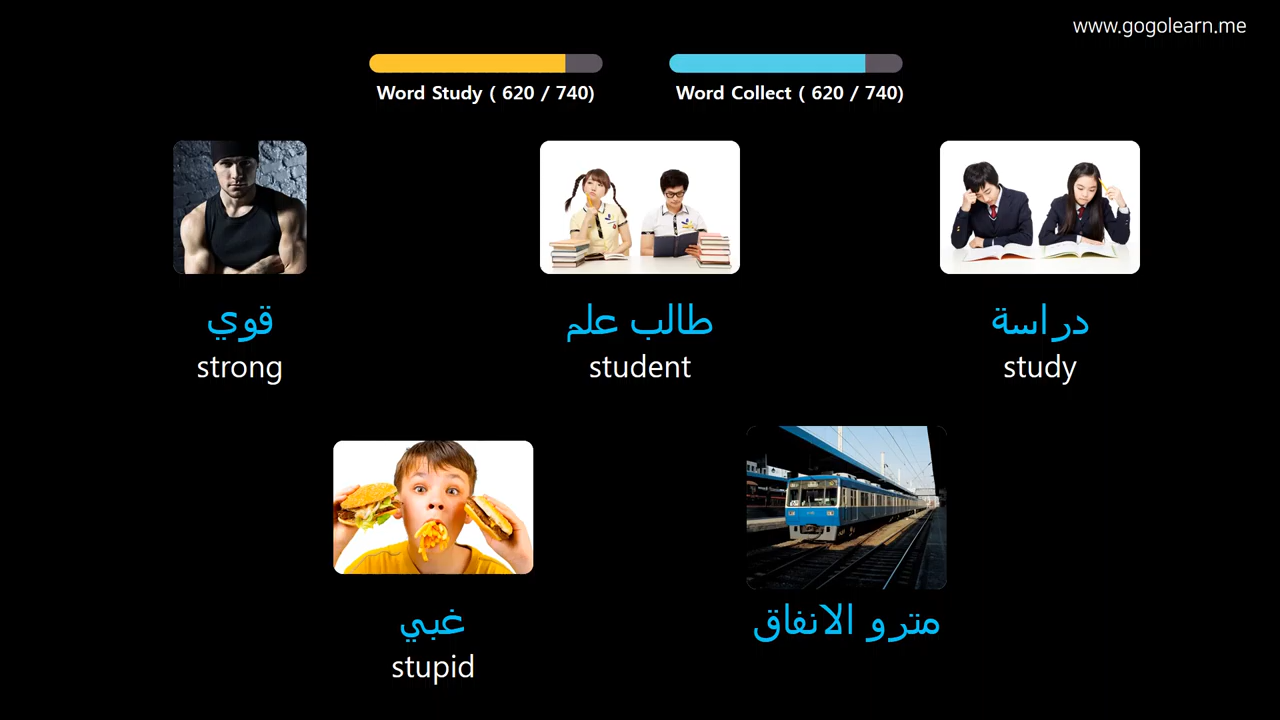 www.gogolearn.me
Word Study ( 620 / 740)
Word Collect ( 620 / 740)
قوي
strong
طالب علم
student
دراسة
study
غبي
stupid
مترو الانفاق